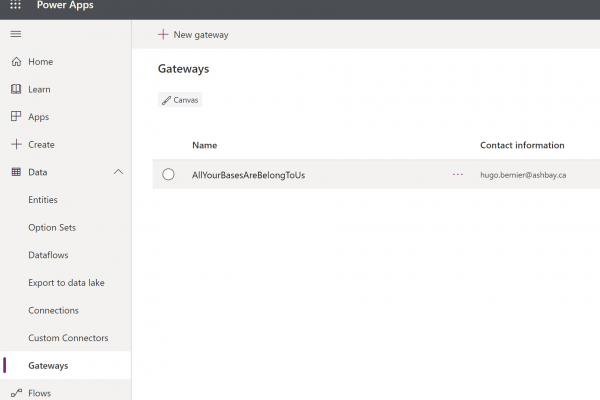 Power Apps
New gateway
Home
Learn
Apps
Create
Data
Entities
Option Sets
Dataflows
Export to data lake
Connections
Custom Connectors
Gateways
Flows
Gateways
Canvas
Name Contact information
AllYourBasesAreBelongToUs ... hugo.bernier@ashbay.ca